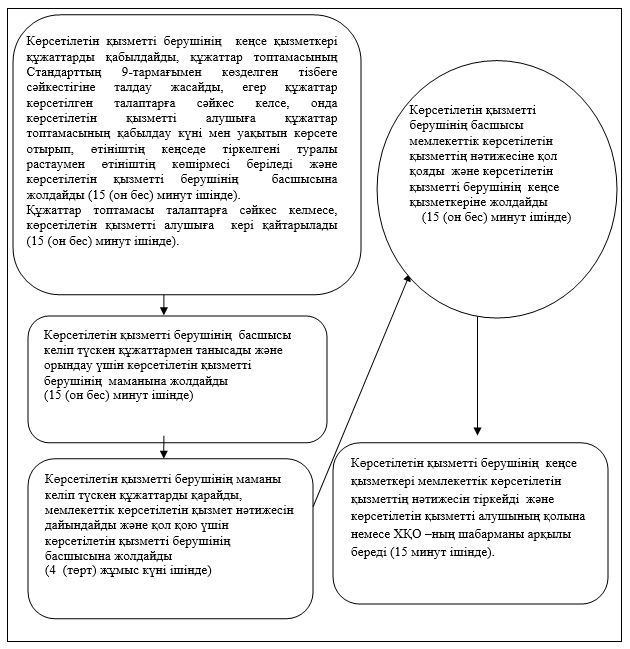 Көрсетілетін қызметті берушінің кеңсе қызметкері
құжаттарды қабылдайды, құжаттар топтамасының
Стандарттың 9-тармағымен көзделген тізбеге
сәйкестігіне талдау жасайды, егер құжаттар
көрсетілген талаптарға сәйкес келсе, онда
көрсетілетін қызметті алушыға құжаттар
топтамасының қабылдау күні мен уақытын көрсете
отырып, өтініштің кеңседе тіркелгені туралы
растаумен өтініштің көшірмесі беріледі және
көрсетілетін қызметті берушінің басшысына
жолдайды (15 (он бес) минут ішінде).
Құжаттар топтамасы талаптарға сәйкес келмесе,
көрсетілетін қызметті алушыға кері қайтарылады
(15 (он бес) минут ішінде).
Көрсетілетін қызметті берушінің басшысы
келіп түскен құжаттармен танысады және
орындау үшін көрсетілетін қызметті
берушінің маманына жолдайды
(15 (он бес) минут ішінде)
Көрсетілетін қызметті берушінің маманы
келіп түскен құжаттарды қарайды,
мемлекеттік көрсетілетін қызмет нәтижесін
дайындайды және қол қою үшін
көрсетілетін қызметті берушінің
басшысына жолдайды
(4 (төрт) жұмыс күні ішінде)
Көрсетілетін қызметті
берушінің басшысы
мемлекеттік көрсетілетін
қызметтің нәтижесіне қол
қояды және көрсетілетін
қызметті берушінің кеңсе
қызметкеріне жолдайды
(15 (он бес) минут ішінде)
Көрсетілетін қызметті берушінің кеңсе
қызметкері мемлекеттік көрсетілетін
қызметтің нәтижесін тіркейді және
көрсетілетін қызметті алушының қолына
немесе ХҚО –ның шабарманы арқылы
береді (15 минут ішінде).